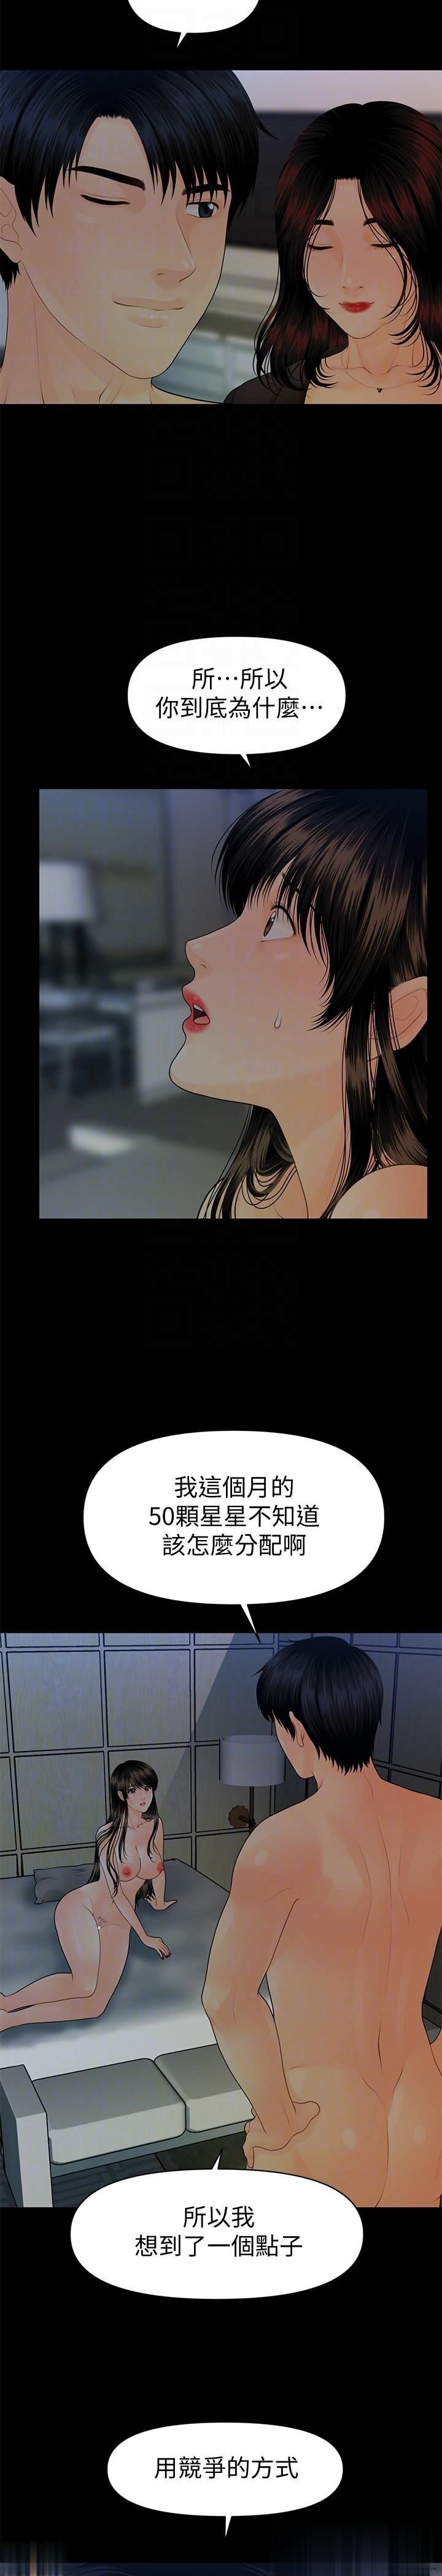 所⋯所以
你到底為什麼⋯
我這個月的
50顆星星不知道
該怎麼分配啊
所以我
想到了一個點子
用競爭的方式